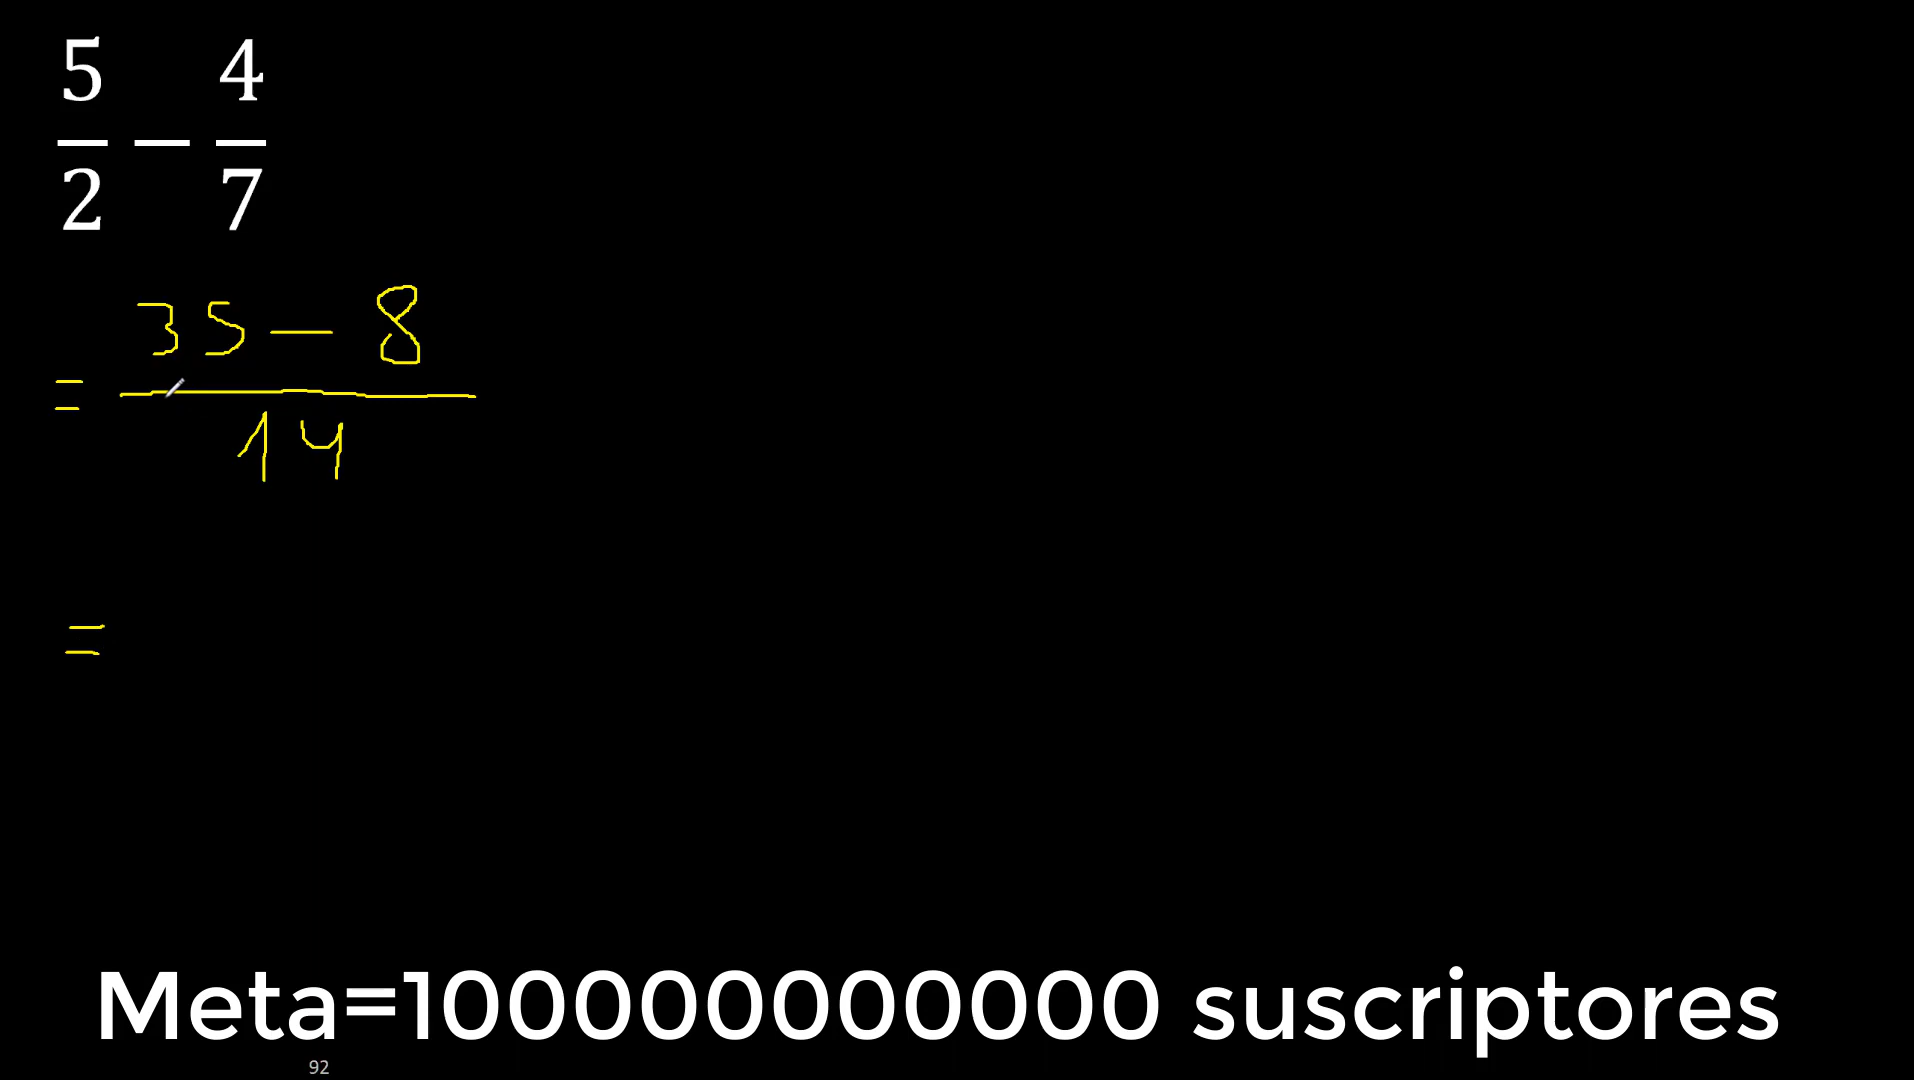 5/2 − 4/7
= (35 − 8)/14
=
Meta=100000000000 suscriptores
92